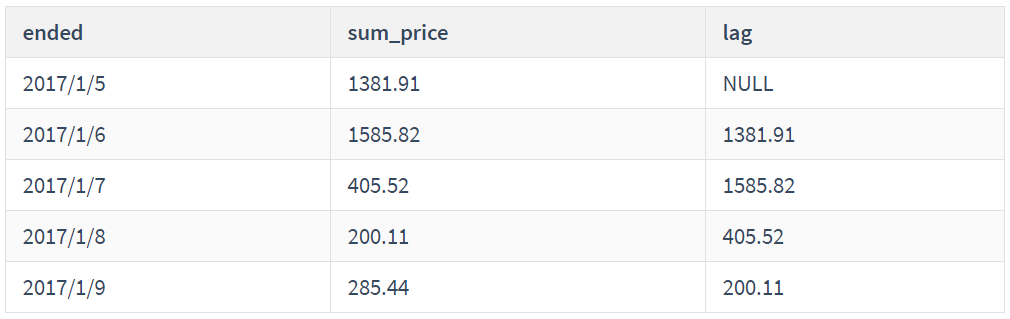 ended sum_price lag
2017/1/5 1381.91 NULL
2017/1/6 1585.82 1381.91
2017/1/7 405.52 1585.82
2017/1/8 200.11 405.52
2017/1/9 285.44 200.11